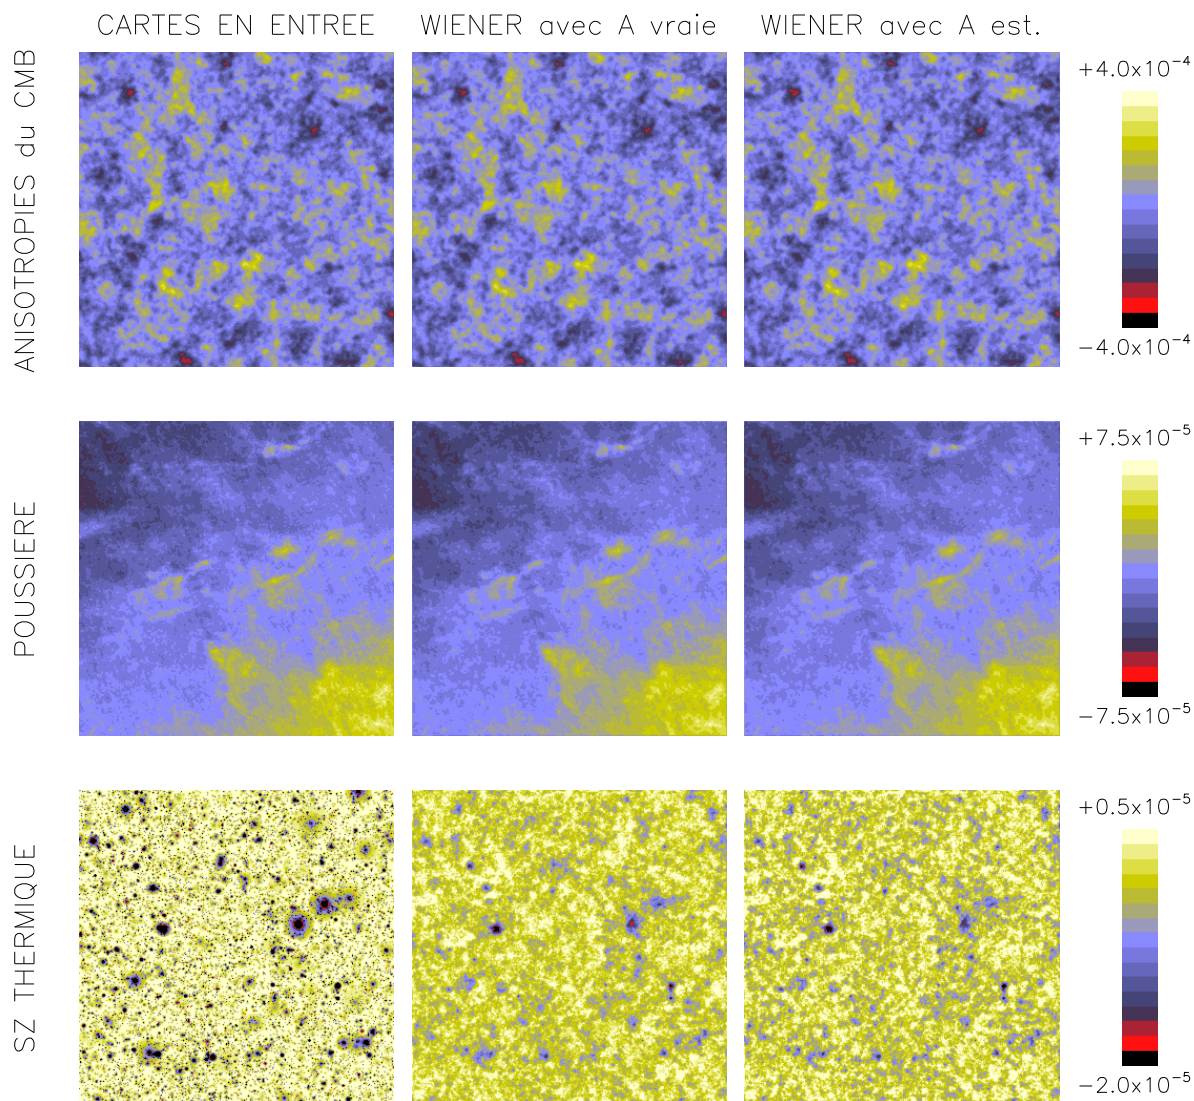 CARTES EN ENTREE
WIENER avec A vraie
WIENER avec A est.
ANISOTROPIES du CMB
+4.0x10⁻⁴
−4.0x10⁻⁴
POUSSIERE
+7.5x10⁻⁵
−7.5x10⁻⁵
SZ THERMIQUE
+0.5x10⁻⁵
−2.0x10⁻⁵